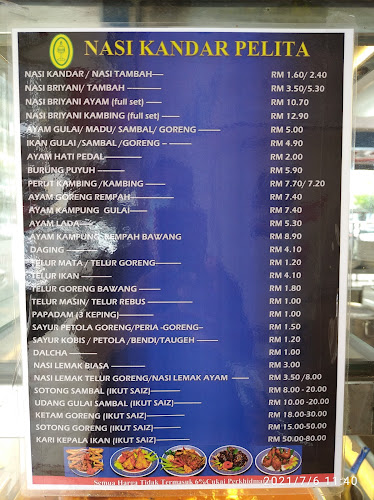 NASI KANDAR PELITA
NASI KANDAR / NASI TAMBAH — RM 1.60/ 2.40
NASI BRIYANI/ TAMBAH — RM 3.50/5.30
NASI BRIYANI AYAM (full set) — RM 10.70
NASI BRIYANI KAMBING (full set) — RM 12.90
AYAM GULAI/ MADU/ SAMBAL/ GORENG — RM 5.00
IKAN GULAI /SAMBAL /GORENG – — RM 4.90
AYAM HATI PEDAL — RM 2.00
BURUNG PUYUH — RM 5.90
PERUT KAMBING /KAMBING — RM 7.70/ 7.20
AYAM GORENG REMPAH — RM 7.40
AYAM KAMPUNG GULAI — RM 7.40
AYAM LADA — RM 5.30
AYAM KAMPUNG REMPAH BAWANG RM 8.90
DAGING — RM 4.10
TELUR MATA / TELUR GORENG — RM 1.20
TELUR IKAN — RM 4.10
TELUR GORENG BAWANG — RM 1.80
TELUR MASIN/ TELUR REBUS — RM 1.00
PAPADAM (3 KEPING) — RM 1.00
SAYUR PETOLA GORENG/PERIA -GORENG– RM 1.50
SAYUR KOBIS / PETOLA /BENDI/TAUGEH — RM 1.20
DALCHA — RM 1.00
NASI LEMAK BIASA — RM 3.00
NASI LEMAK TELUR GORENG/NASI LEMAK AYAM — RM 3.50 /8.00
SOTONG SAMBAL (IKUT SAIZ) — RM 8.00 -20.00
UDANG GULAI SAMBAL (IKUT SAIZ) — RM 10.00 -20.00
KETAM GORENG (IKUT SAIZ) — RM 18.00-30.00
SOTONG GORENG (IKUT SAIZ) — RM 15.00-50.00
KARI KEPALA IKAN (IKUT SAIZ) — RM 50.00-80.00
Semua Harga Tidak Termasuk 6%Cukai Perkhidmatan
2021/7/6 11:40